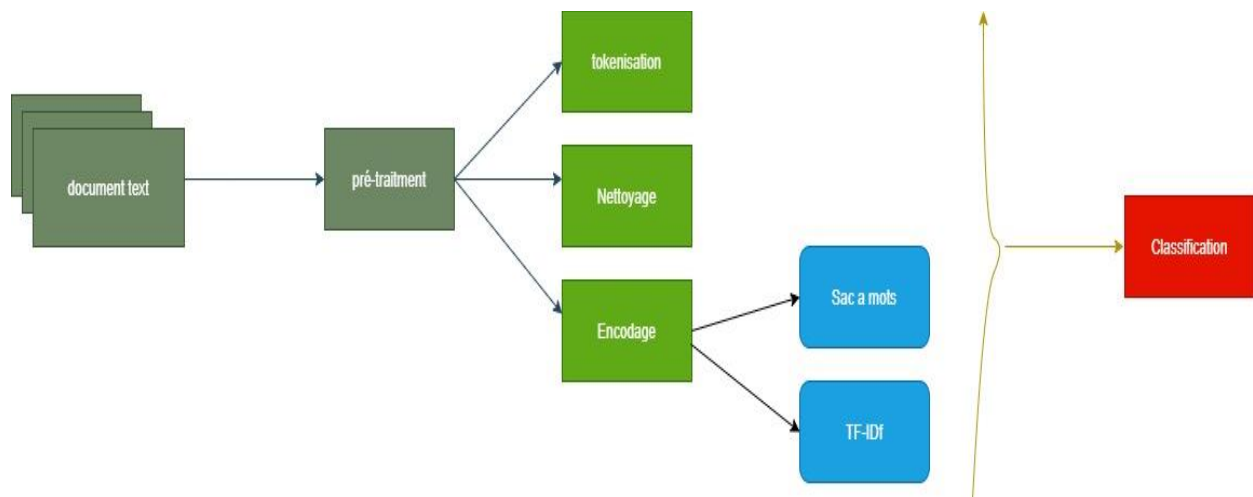 document text
pré-traitment
tokenisation
Nettoyage
Encodage
Sac a mots
TF-IDf
Classification